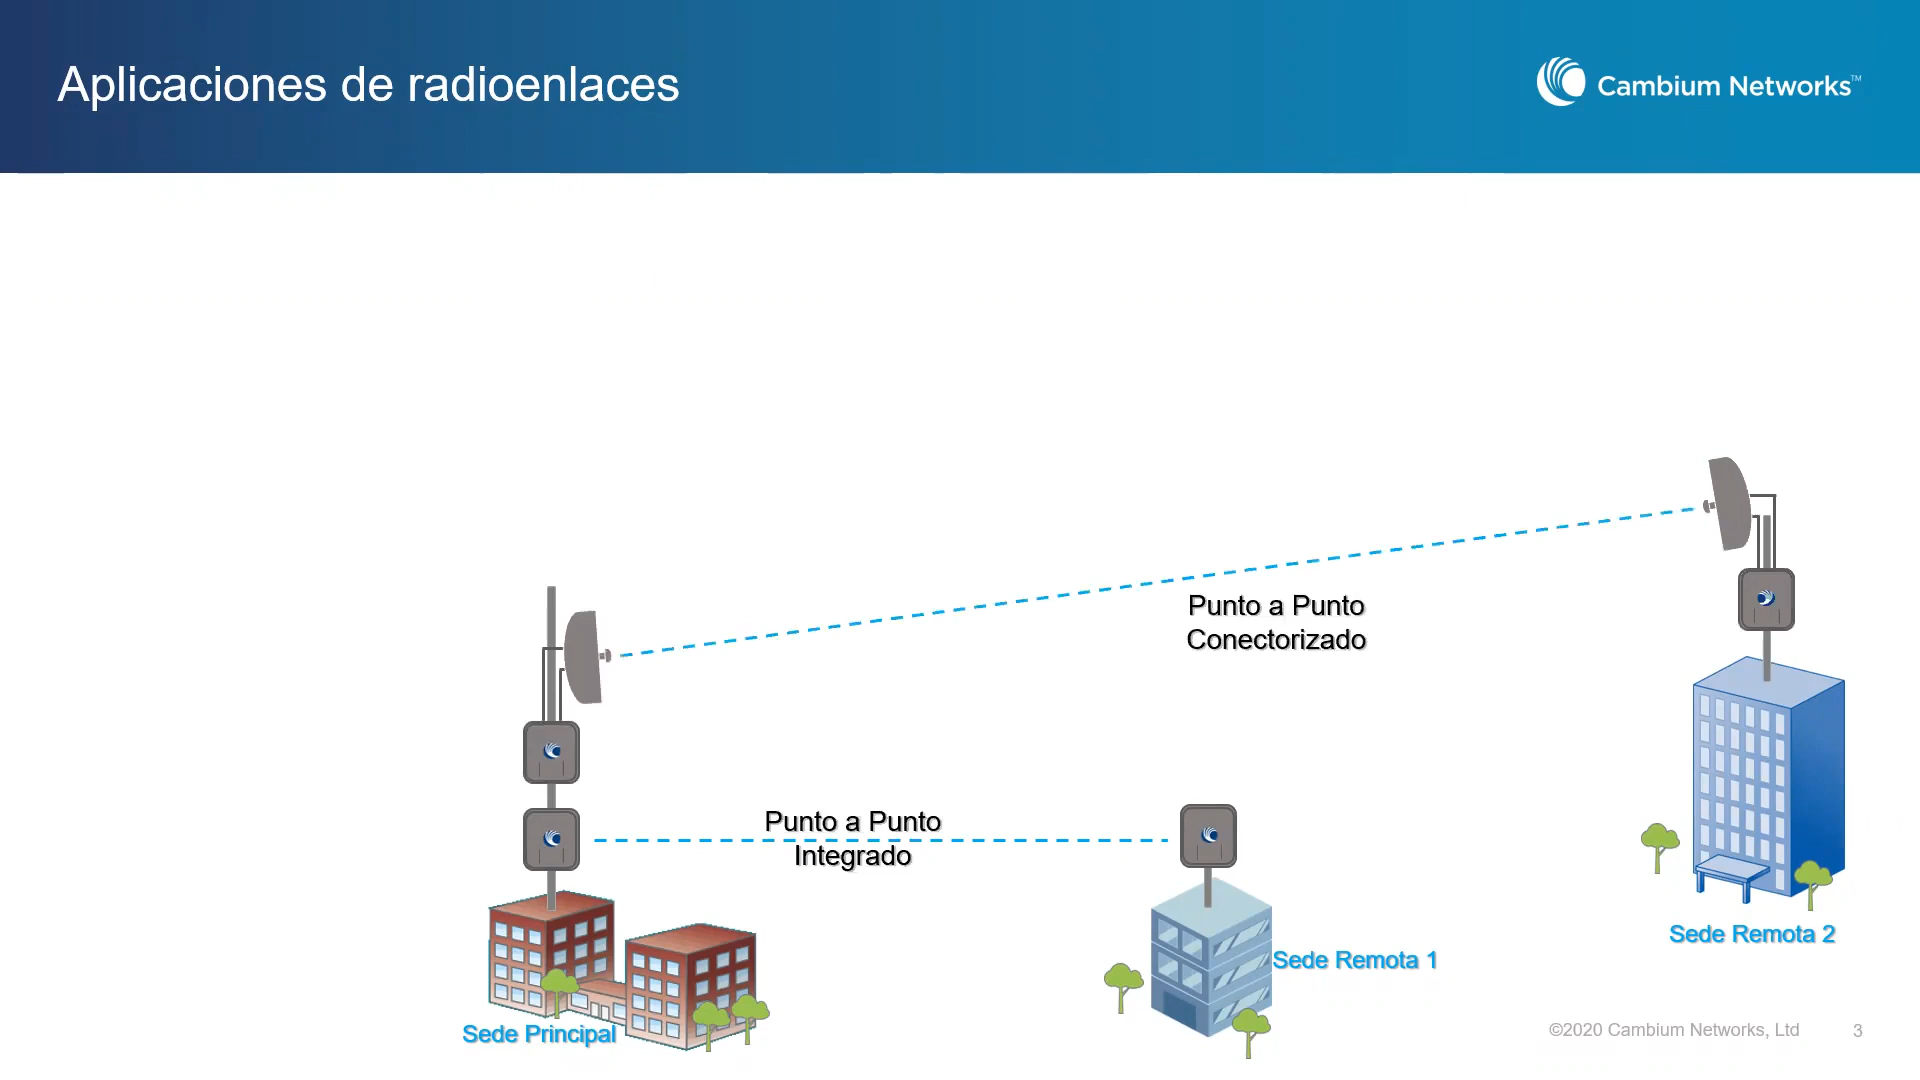 Aplicaciones de radioenlaces
Cambium Networks™
Punto a Punto
Conectorizado
Punto a Punto
Integrado
Sede Remota 2
Sede Remota 1
Sede Principal
©2020 Cambium Networks, Ltd
3